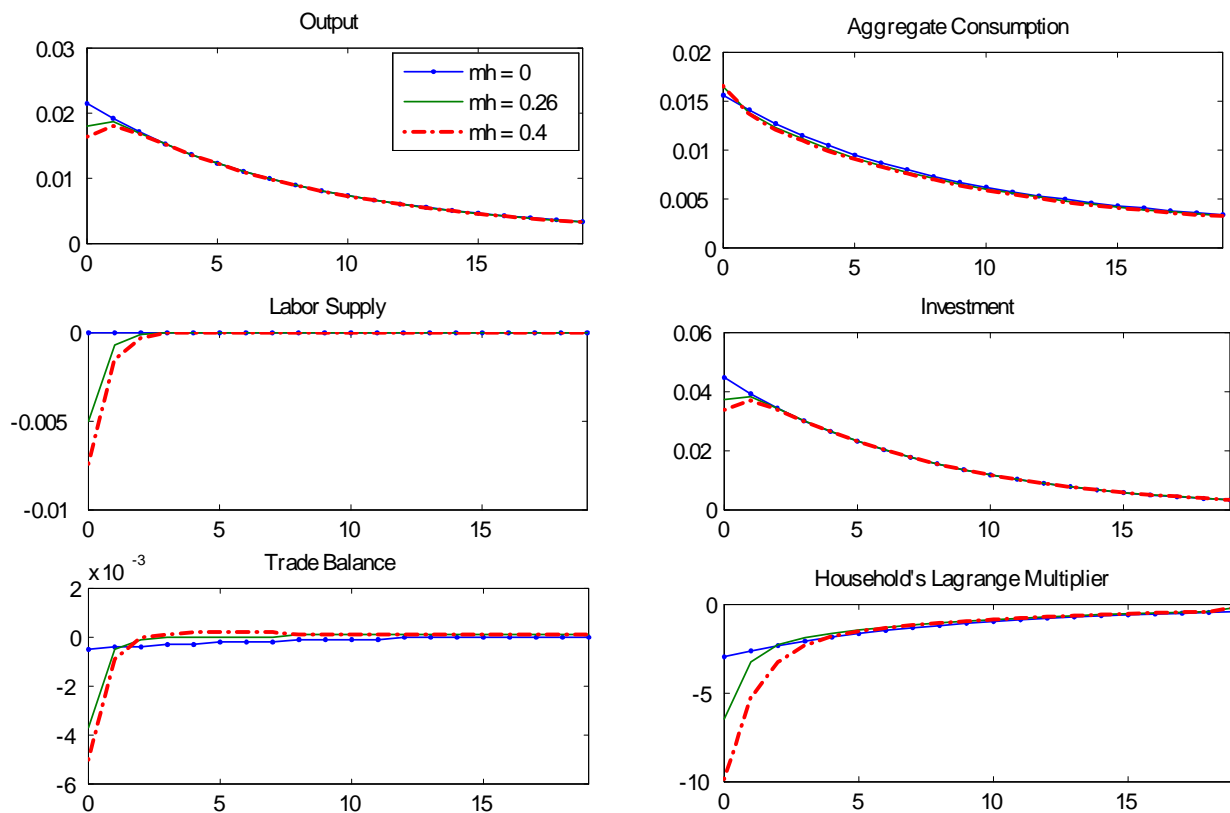 Output
0.03
0.02
0.01
0
0 5 10 15
mh = 0
mh = 0.26
mh = 0.4
Aggregate Consumption
0.02
0.015
0.01
0.005
0
0 5 10 15
Labor Supply
0
-0.005
-0.01
0 5 10 15
Investment
0.06
0.04
0.02
0
0 5 10 15
Trade Balance
x 10 -3
2
0
-2
-4
-6
0 5 10 15
Household's Lagrange Multiplier
0
-5
-10
0 5 10 15